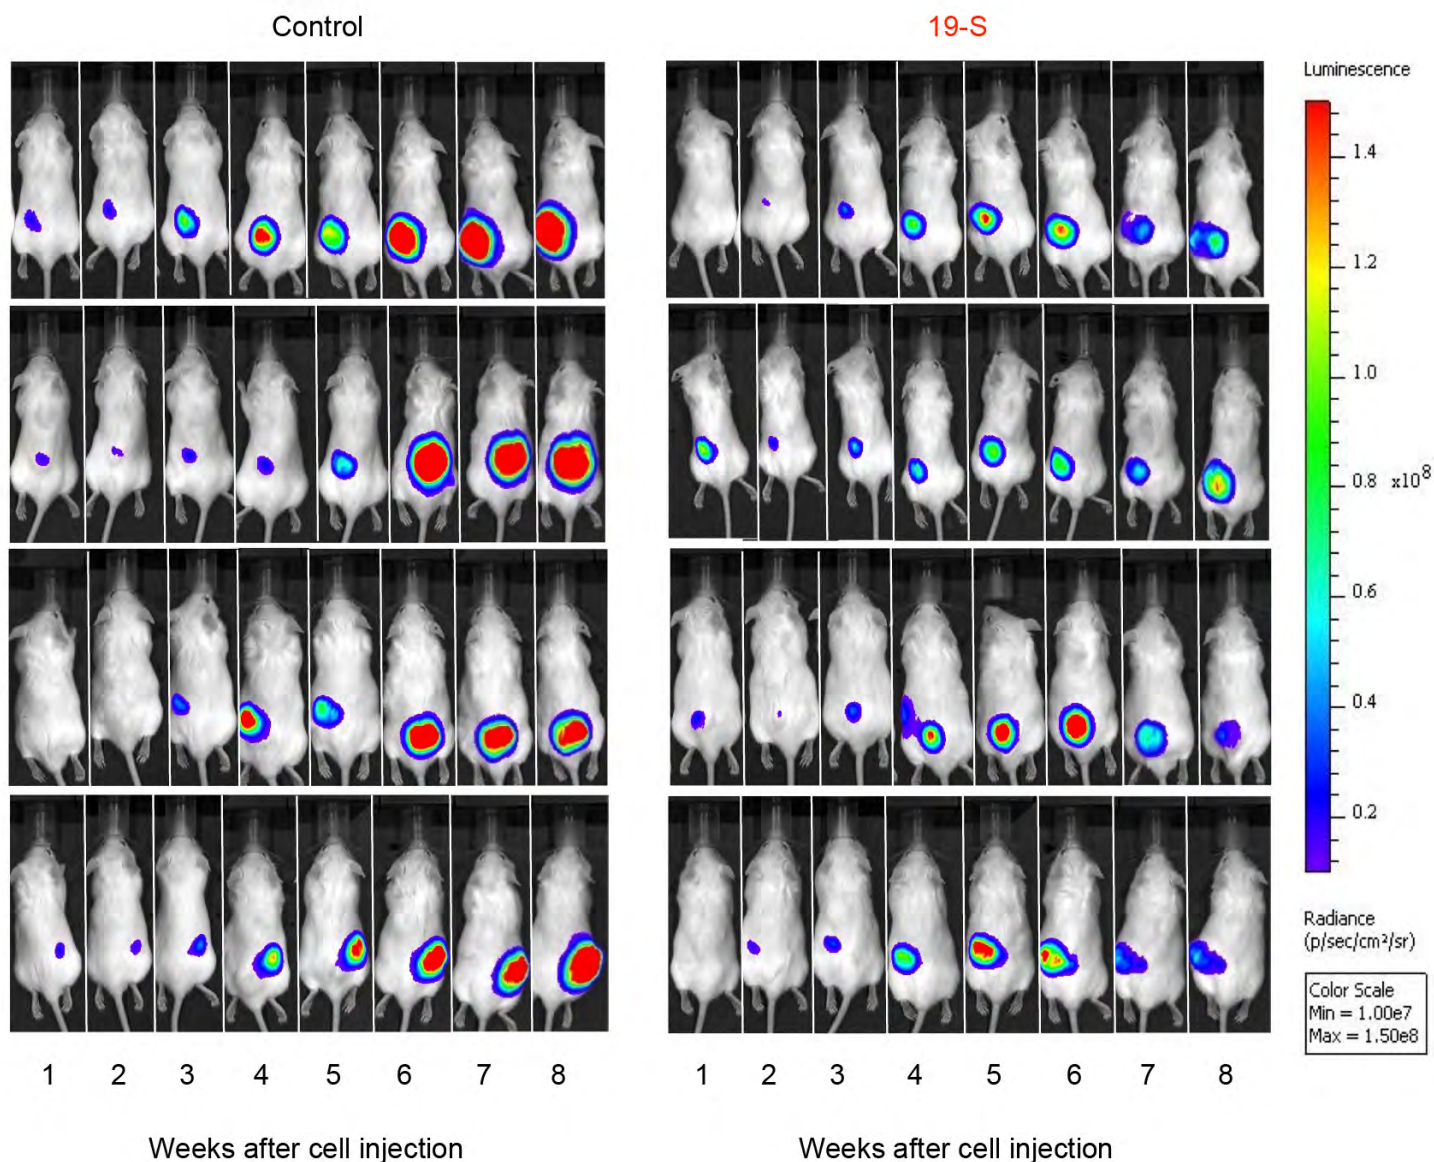 Control
19-S
Luminescence
1.4
1.2
1.0
0.8 x10⁸
0.6
0.4
0.2
Radiance
(p/sec/cm²/sr)
Color Scale
Min = 1.00e7
Max = 1.50e8
1 2 3 4 5 6 7 8
1 2 3 4 5 6 7 8
Weeks after cell injection
Weeks after cell injection